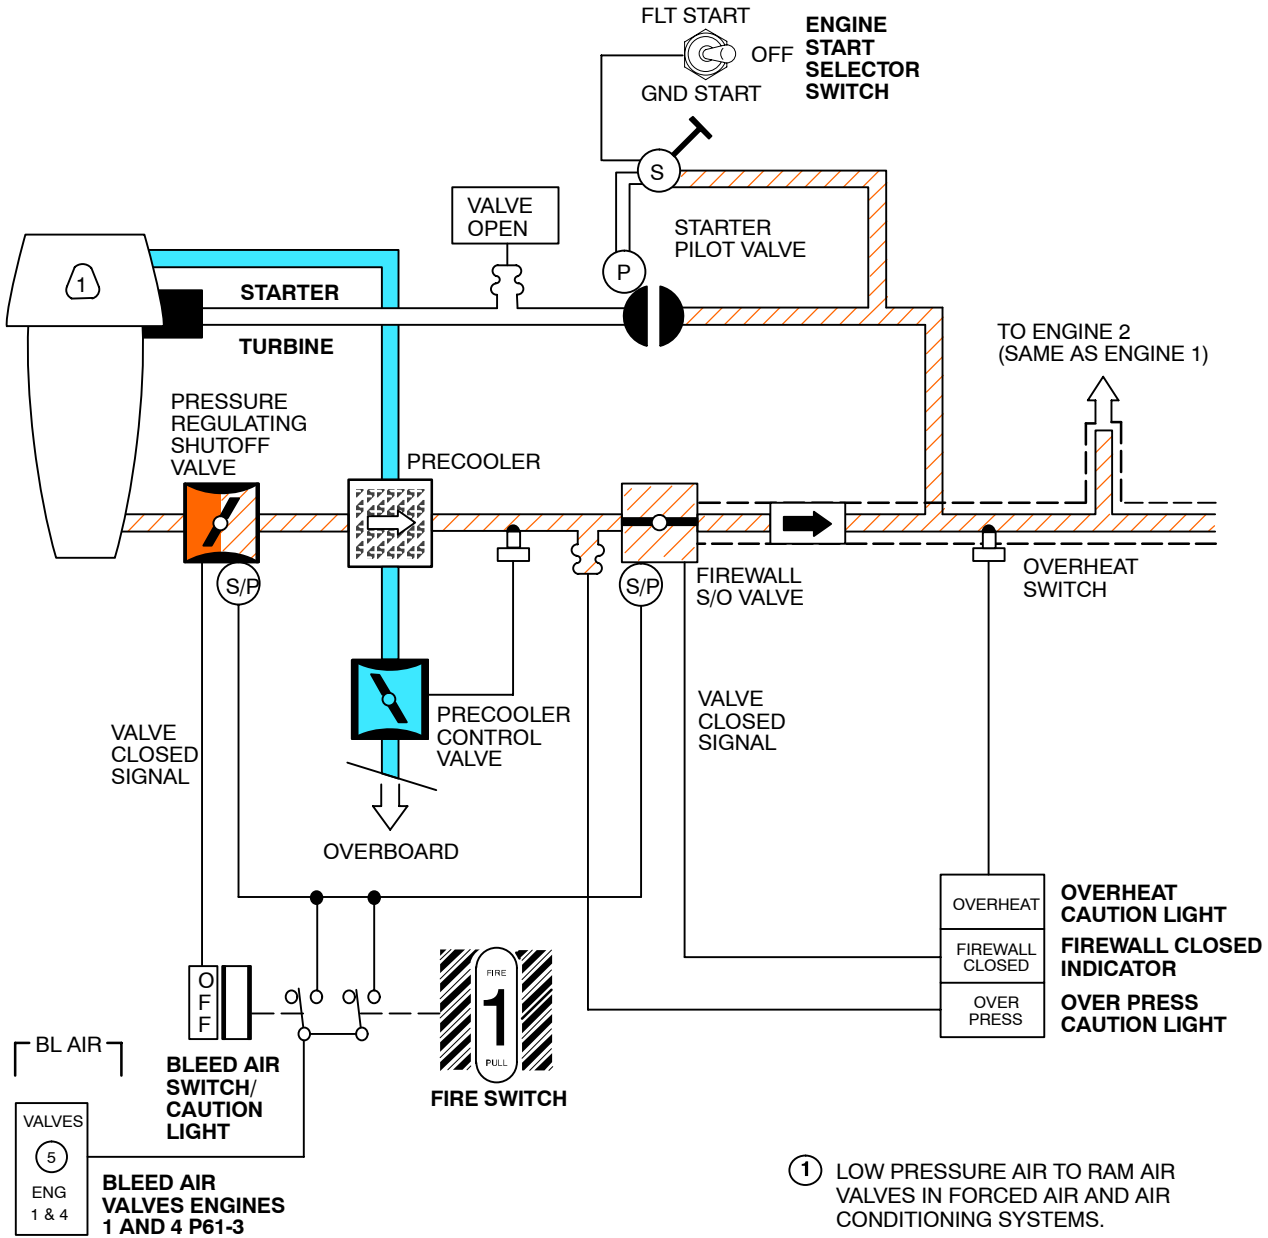 FLT START
OFF
GND START
ENGINE
START
SELECTOR
SWITCH
S
VALVE
OPEN
STARTER
PILOT VALVE
P
1
STARTER
TURBINE
TO ENGINE 2
(SAME AS ENGINE 1)
PRESSURE
REGULATING
SHUTOFF
VALVE
PRECOOLER
S/P
S/P
FIREWALL
S/O VALVE
OVERHEAT
SWITCH
VALVE
CLOSED
SIGNAL
PRECOOLER
CONTROL
VALVE
VALVE
CLOSED
SIGNAL
OVERBOARD
OVERHEAT
OVERHEAT
CAUTION LIGHT
FIREWALL
CLOSED
FIREWALL CLOSED
INDICATOR
OVER
PRESS
OVER PRESS
CAUTION LIGHT
OFF
FIRE
1
PULL
FIRE SWITCH
BLEED AIR
SWITCH/
CAUTION
LIGHT
BL AIR
VALVES
5
ENG
1 & 4
BLEED AIR
VALVES ENGINES
1 AND 4 P61-3
1 LOW PRESSURE AIR TO RAM AIR
VALVES IN FORCED AIR AND AIR
CONDITIONING SYSTEMS.